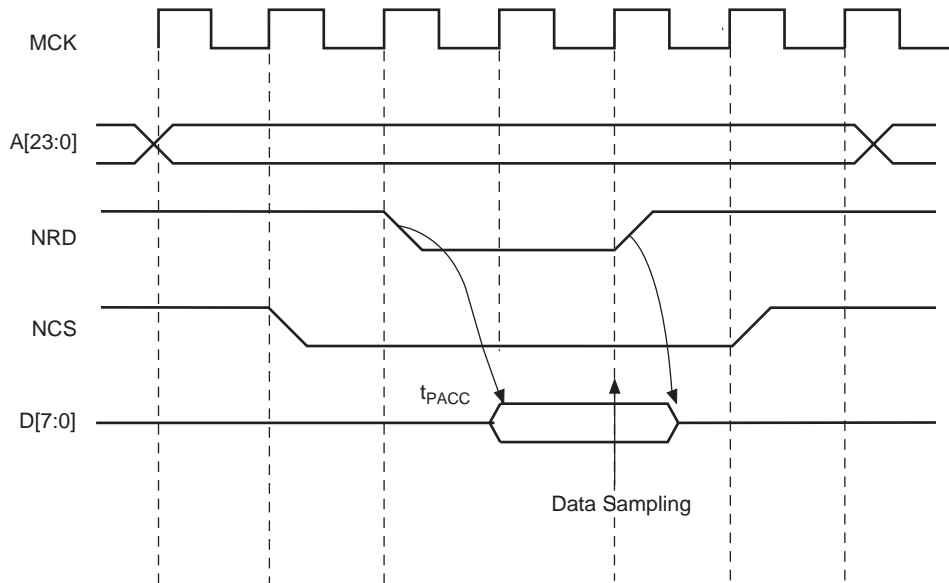 MCK
A[23:0]
NRD
NCS
tPACC
D[7:0]
Data Sampling